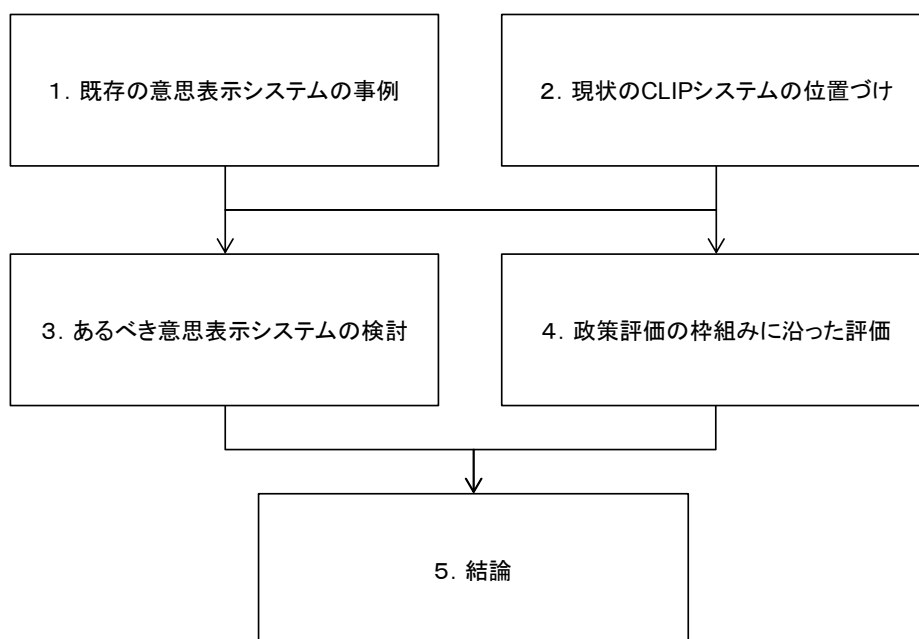 １．既存の意思表示システムの事例
２．現状のCLIPシステムの位置づけ
３．あるべき意思表示システムの検討
４．政策評価の枠組みに沿った評価
５．結論